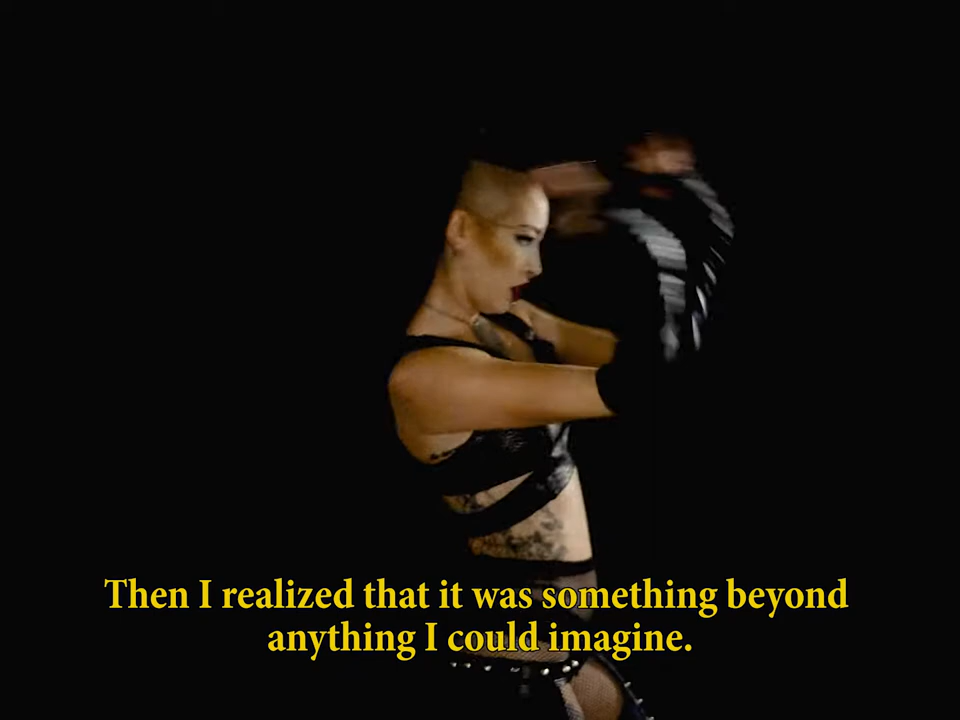 Then I realized that it was something beyond
anything I could imagine.